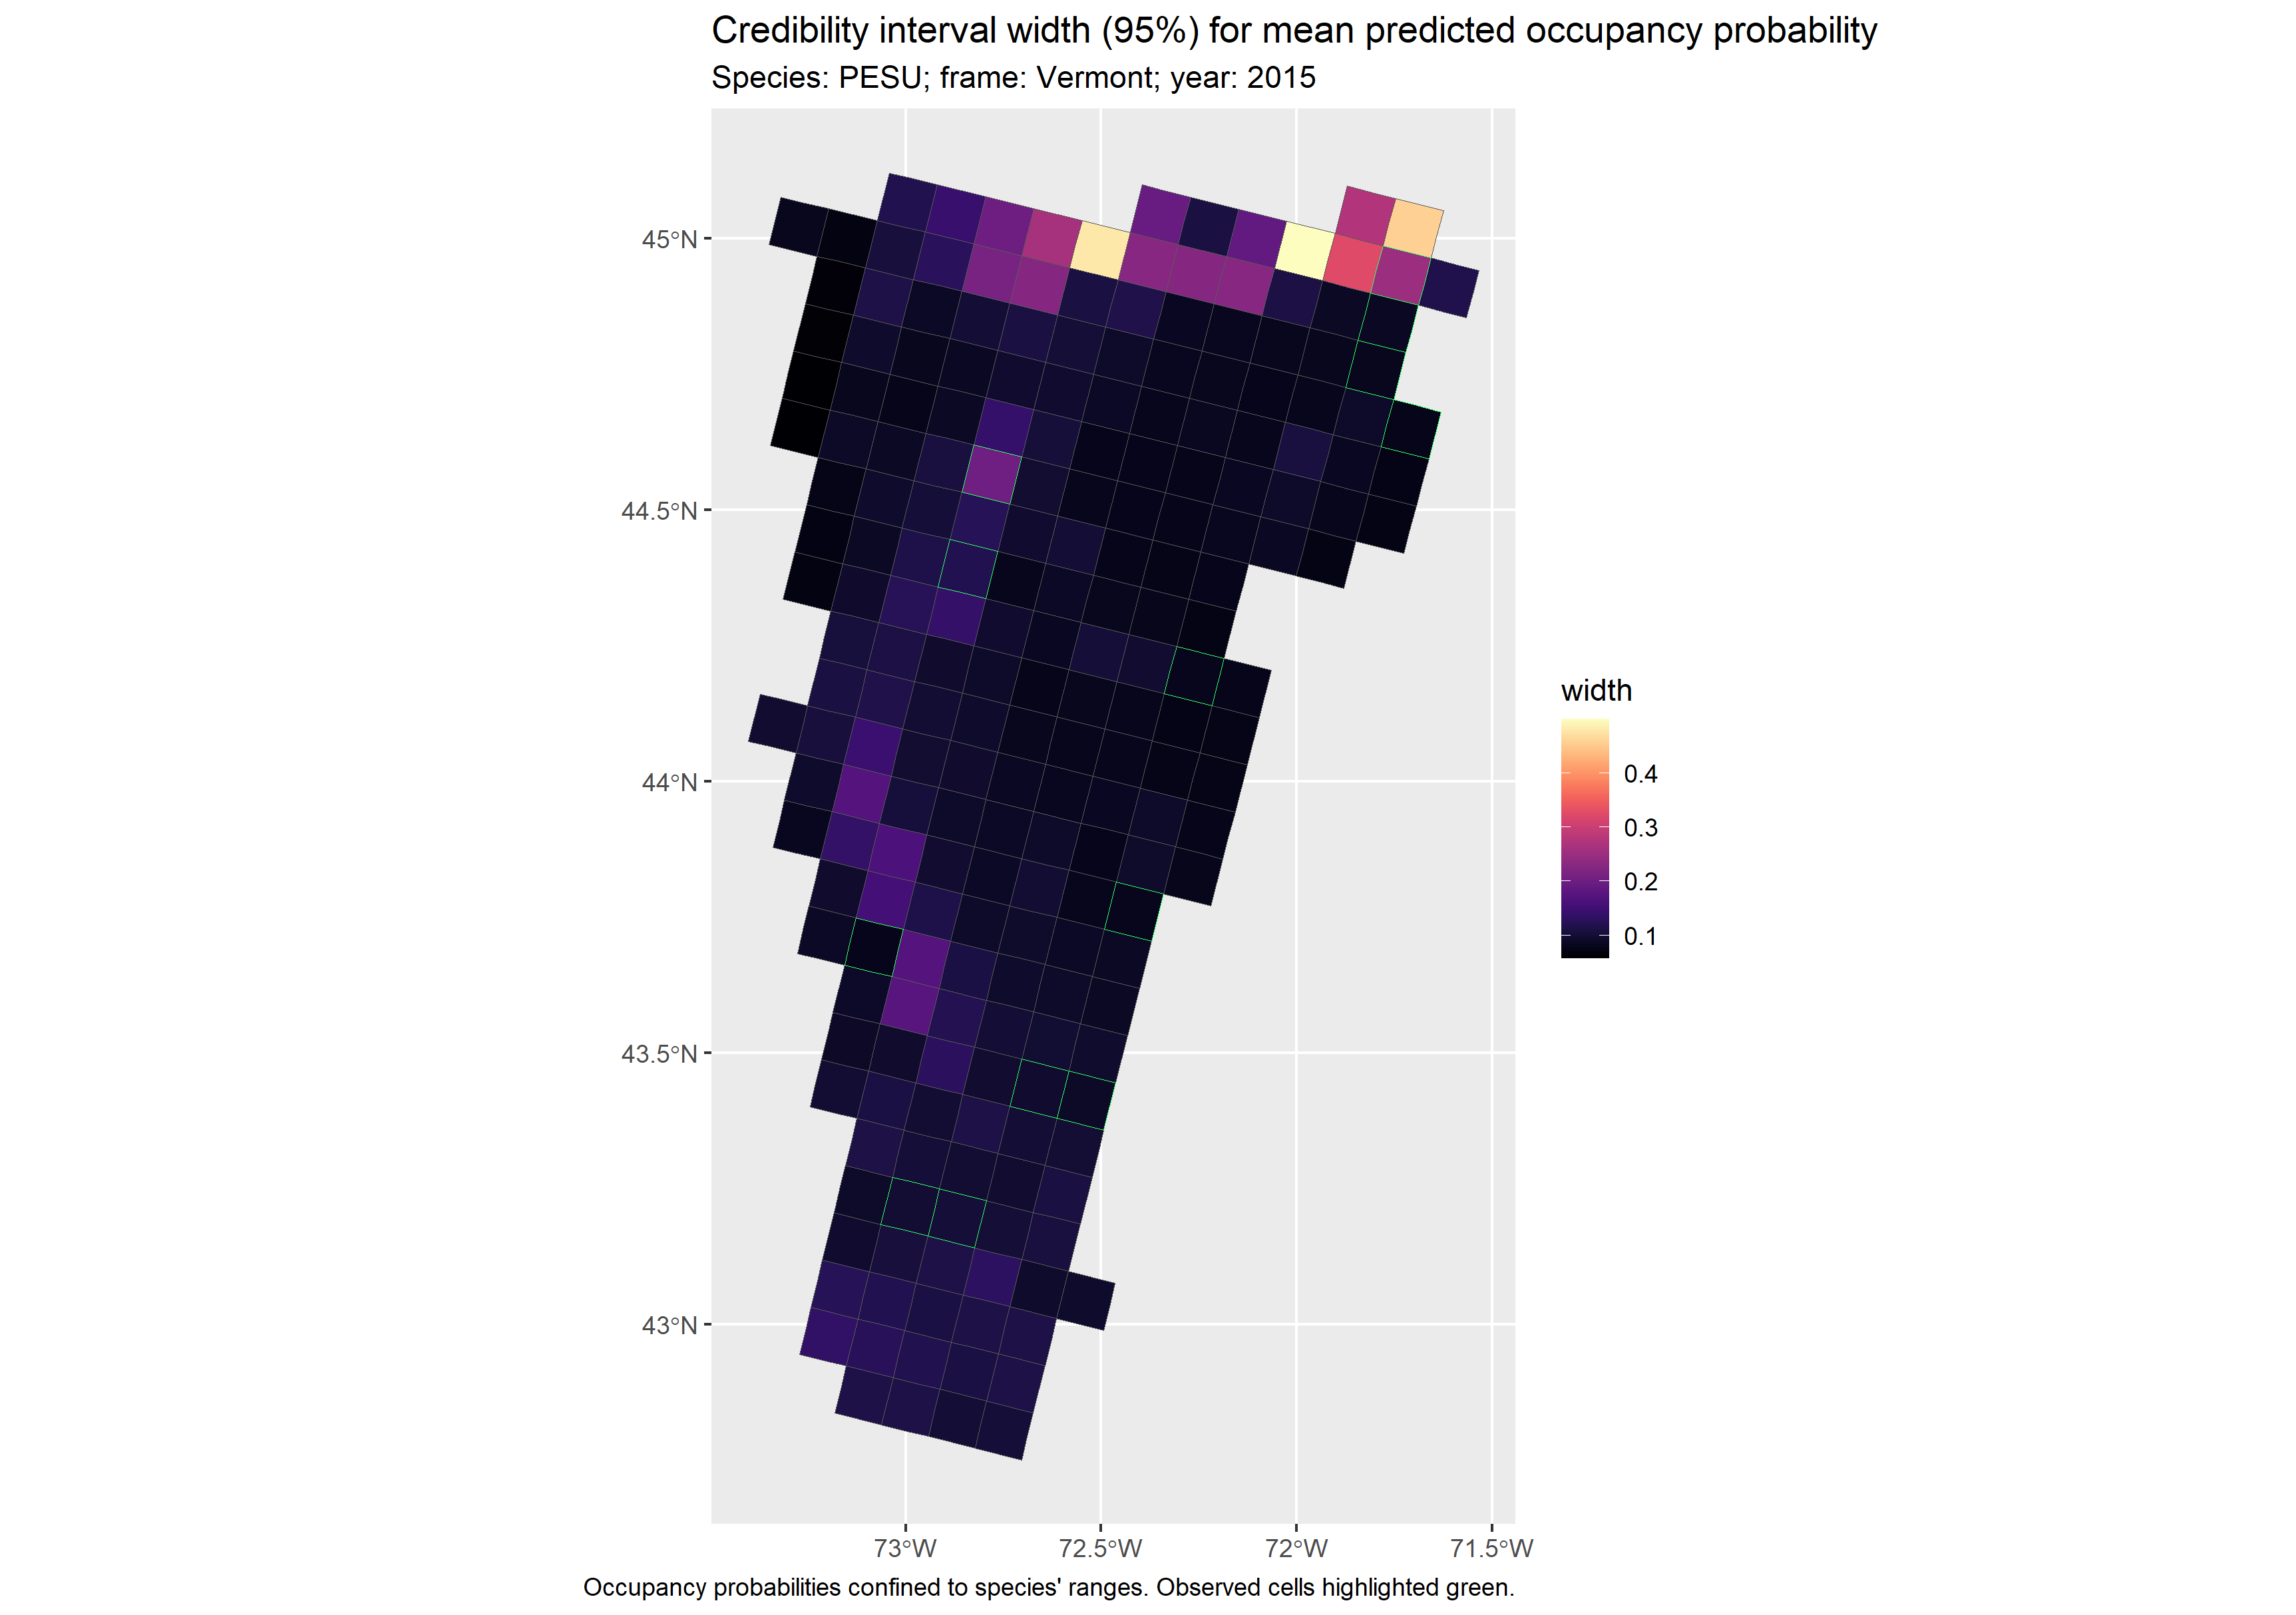 Credibility interval width (95%) for mean predicted occupancy probability
Species: PESU; frame: Vermont; year: 2015
45°N
44.5°N
44°N
43.5°N
43°N
73°W
72.5°W
72°W
71.5°W
width
0.4
0.3
0.2
0.1
Occupancy probabilities confined to species' ranges. Observed cells highlighted green.